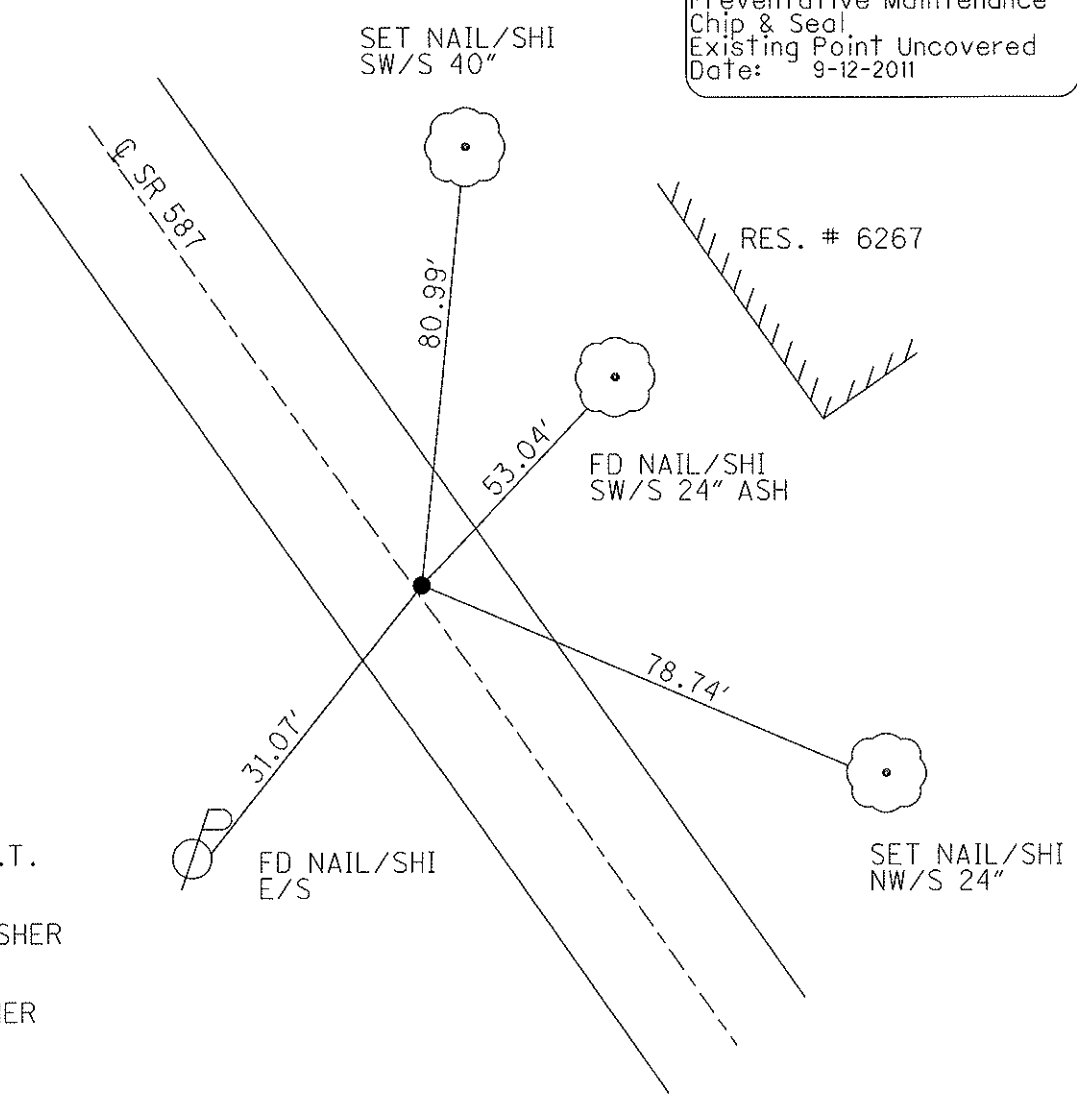 Preventative Maintenance
Chip & Seal
Existing Point Uncovered
Date: 9-12-2011
SET NAIL/SHI
SW/S 40"
℄ SR 587
RES. # 6267
80.99'
53.04'
FD NAIL/SHI
SW/S 24" ASH
78.74'
31.07'
FD NAIL/SHI
E/S
SET NAIL/SHI
NW/S 24"
.T.
SHER
HER